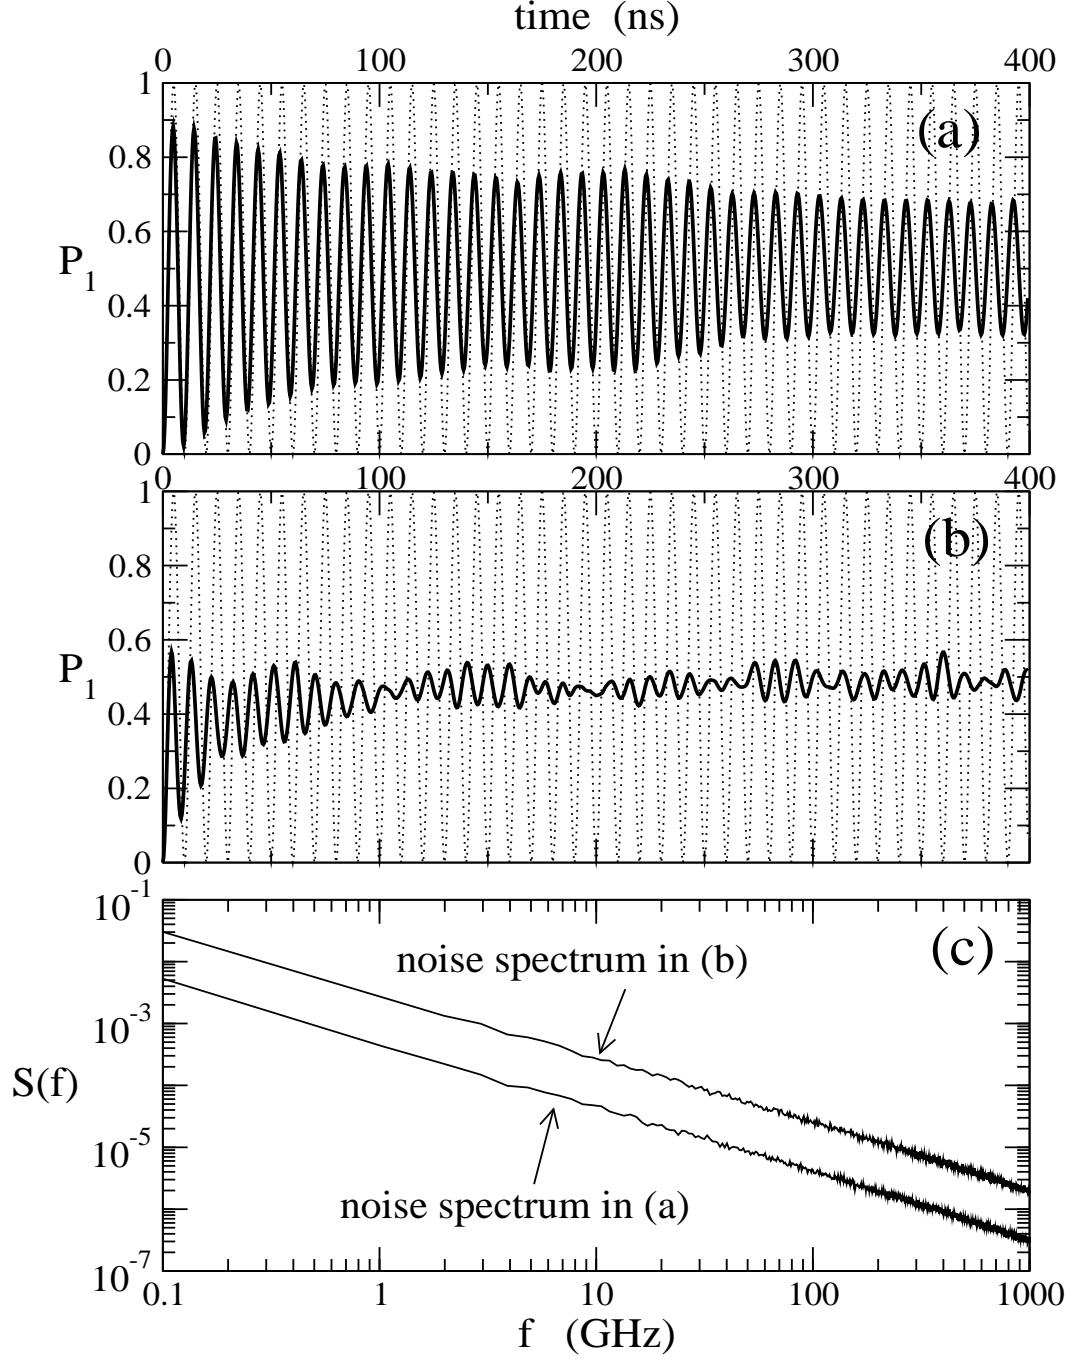 time (ns)
0 100 200 300 400
1
0.8
0.6
0.4
0.2
0
P1
(a)
0 100 200 300 400
1
0.8
0.6
0.4
0.2
0
P1
(b)
10^-1
10^-3
10^-5
10^-7
S(f)
(c)
noise spectrum in (b)
noise spectrum in (a)
0.1 1 10 100 1000
f (GHz)